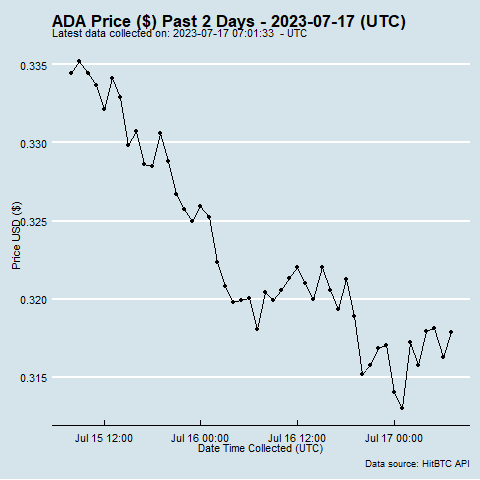 ADA Price ($) Past 2 Days - 2023-07-17 (UTC)
Latest data collected on: 2023-07-17 07:01:33  - UTC
0.335
0.330
0.325
0.320
0.315
Price USD ($)
Jul 15 12:00 Jul 16 00:00 Jul 16 12:00 Jul 17 00:00
Date Time Collected (UTC)
Data source: HitBTC API